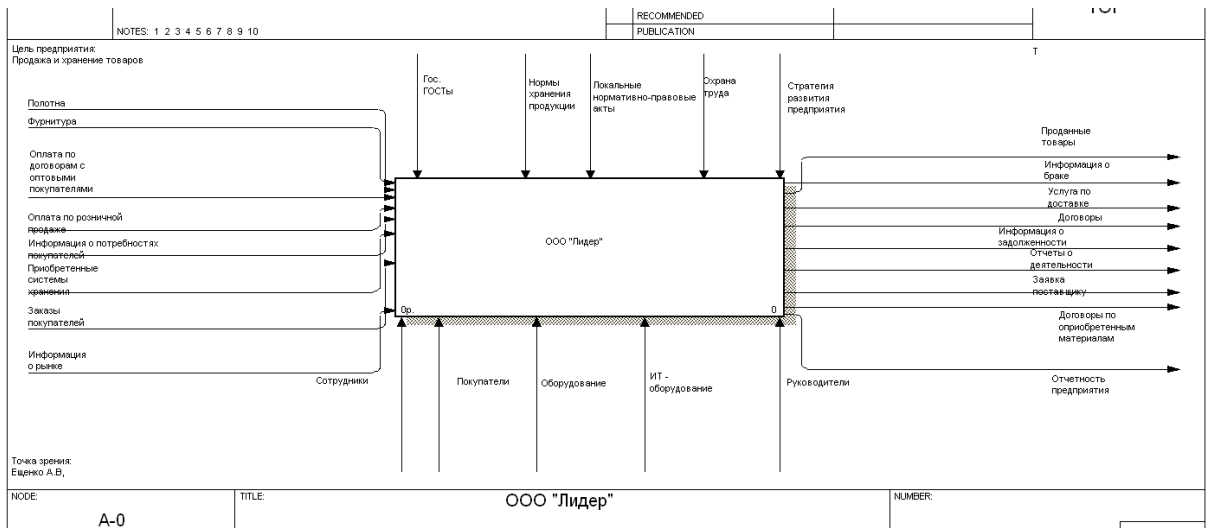 TOP
RECOMMENDED
NOTES: 1 2 3 4 5 6 7 8 9 10
PUBLICATION
Цель предприятия:
Продажа и хранение товаров
T
Гос.
ГОСТы
Нормы
хранения
продукции
Локальные
нормативно-правовые
акты
Охрана
труда
Стратегия
развития
предприятия
Полотна
Фурнитура
Оплата по
договорам с
оптовыми
покупателями
Оплата по розничной
продаже
Информация о потребностях
покупателей
Приобретенные
системы
хранения
Заказы
покупателей
Информация
о рынке
ООО "Лидер"
0р.
0
Проданные
товары
Информация о
браке
Услуга по
доставке
Договоры
Информация о
задолженности
Отчеты о
деятельности
Заявка
поставщику
Договоры по
оприобретенным
материалам
Отчетность
предприятия
Сотрудники
Покупатели
Оборудование
ИТ -
оборудование
Руководители
Точка зрения:
Ещенко А.В,
NODE:
TITLE:
NUMBER:
ООО "Лидер"
A-0